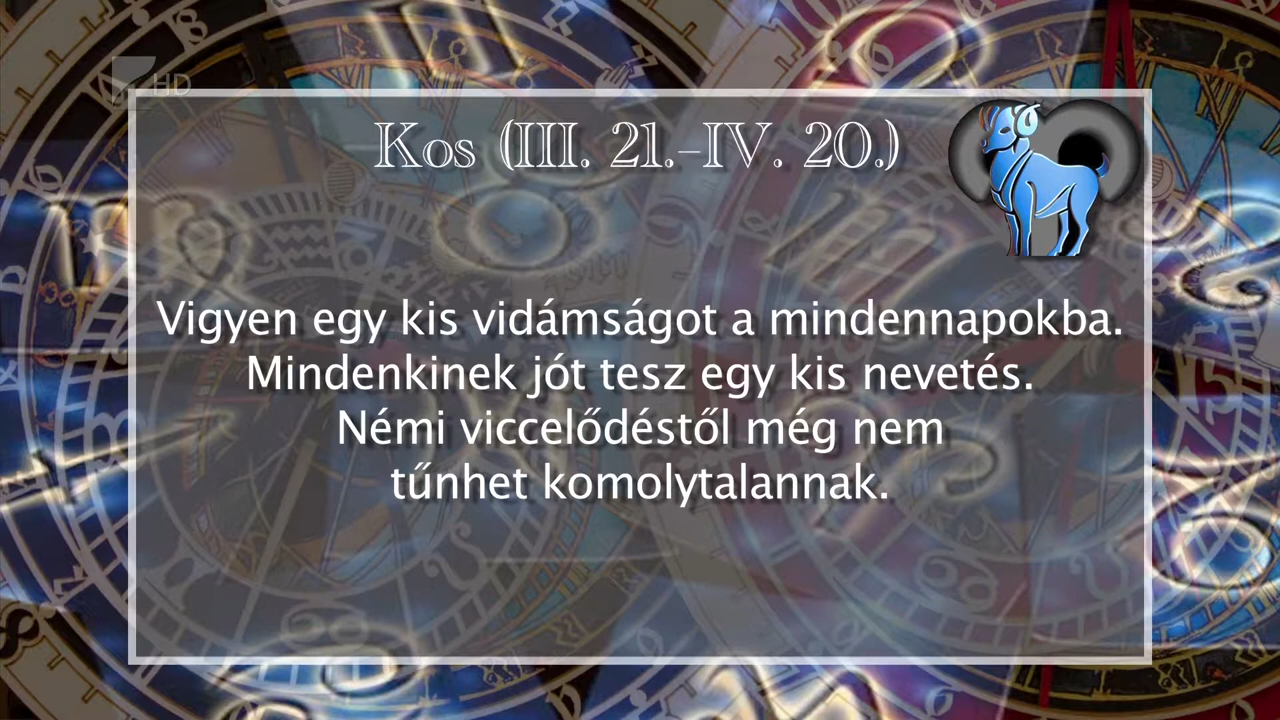 HD
Kos (III. 21.-IV. 20.)
Vigyen egy kis vidámságot a mindennapokba.
Mindenkinek jót tesz egy kis nevetés.
Némi viccelődéstől még nem
tűnhet komolytalannak.